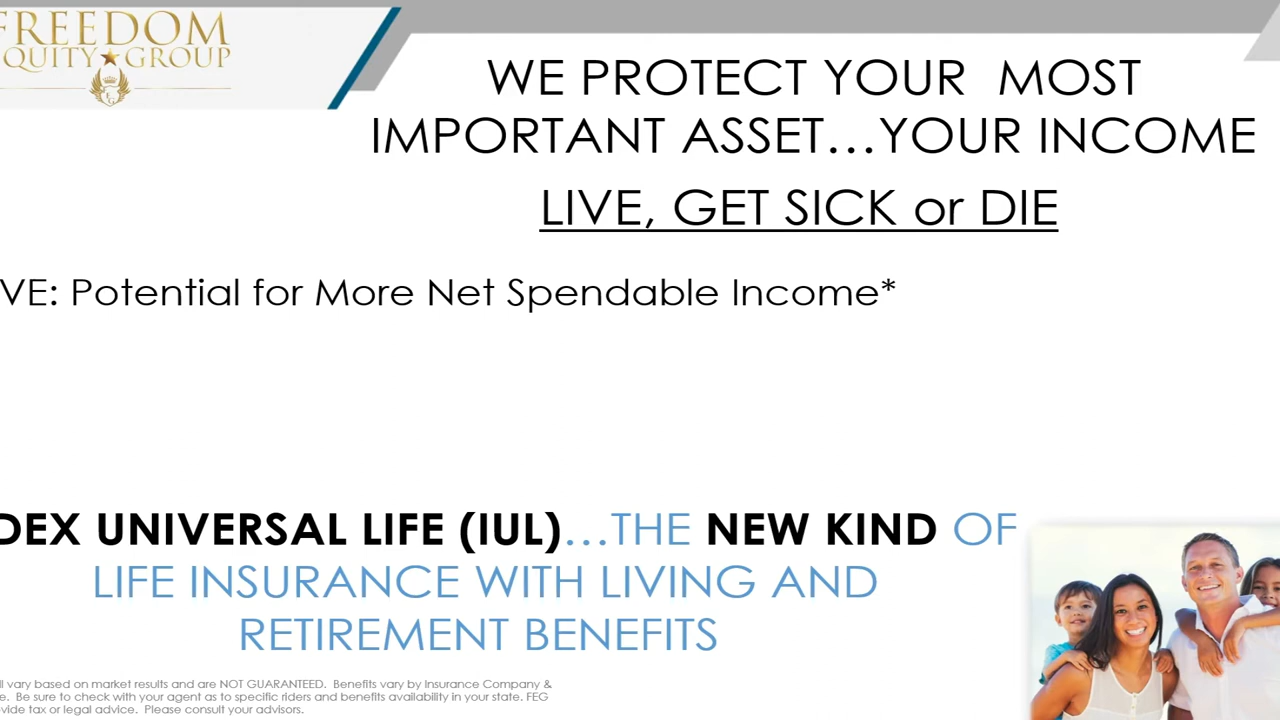 FREEDOM
QUITY★GROUP
WE PROTECT YOUR MOST
IMPORTANT ASSET...YOUR INCOME
LIVE, GET SICK or DIE
VE: Potential for More Net Spendable Income*
DEX UNIVERSAL LIFE (IUL)...THE NEW KIND OF
LIFE INSURANCE WITH LIVING AND
RETIREMENT BENEFITS
ll vary based on market results and are NOT GUARANTEED. Benefits vary by Insurance Company &
e. Be sure to check with your agent as to specific riders and benefits availability in your state. FEG
vide tax or legal advice. Please consult your advisors.